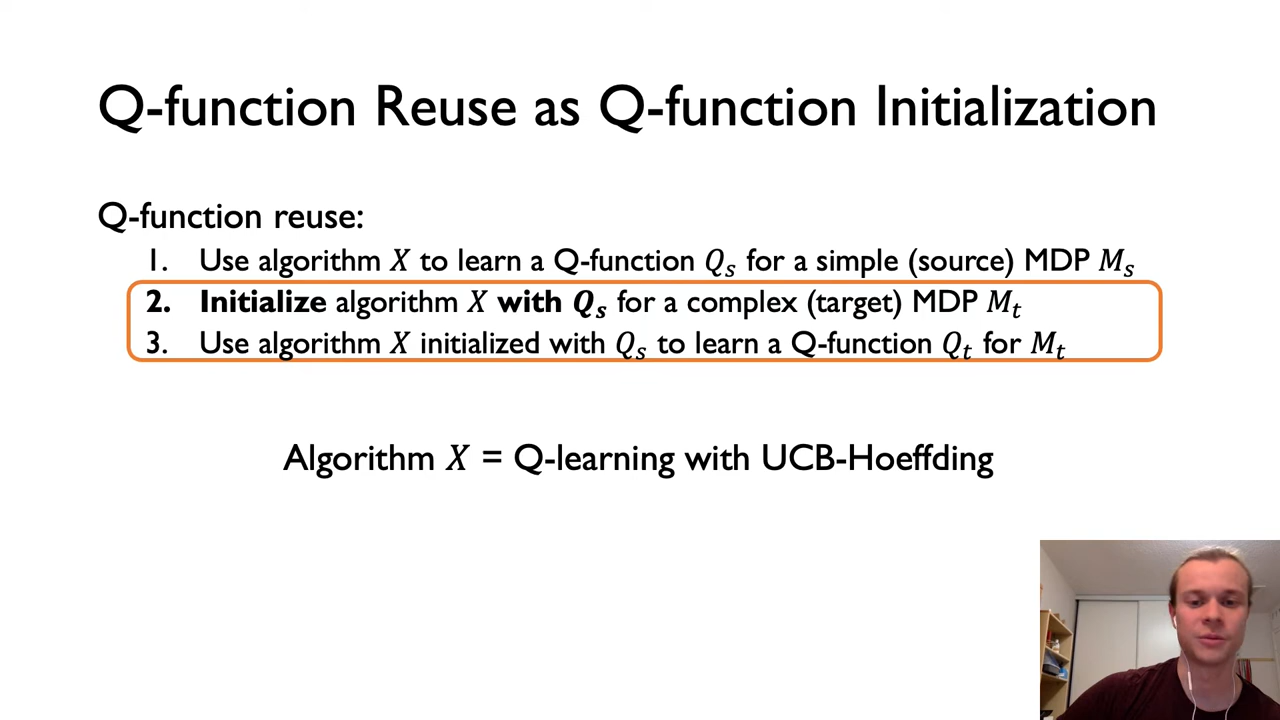 Q-function Reuse as Q-function Initialization
Q-function reuse:
1. Use algorithm X to learn a Q-function Qₛ for a simple (source) MDP Mₛ
2. Initialize algorithm X with Qₛ for a complex (target) MDP Mₜ
3. Use algorithm X initialized with Qₛ to learn a Q-function Qₜ for Mₜ
Algorithm X = Q-learning with UCB-Hoeffding